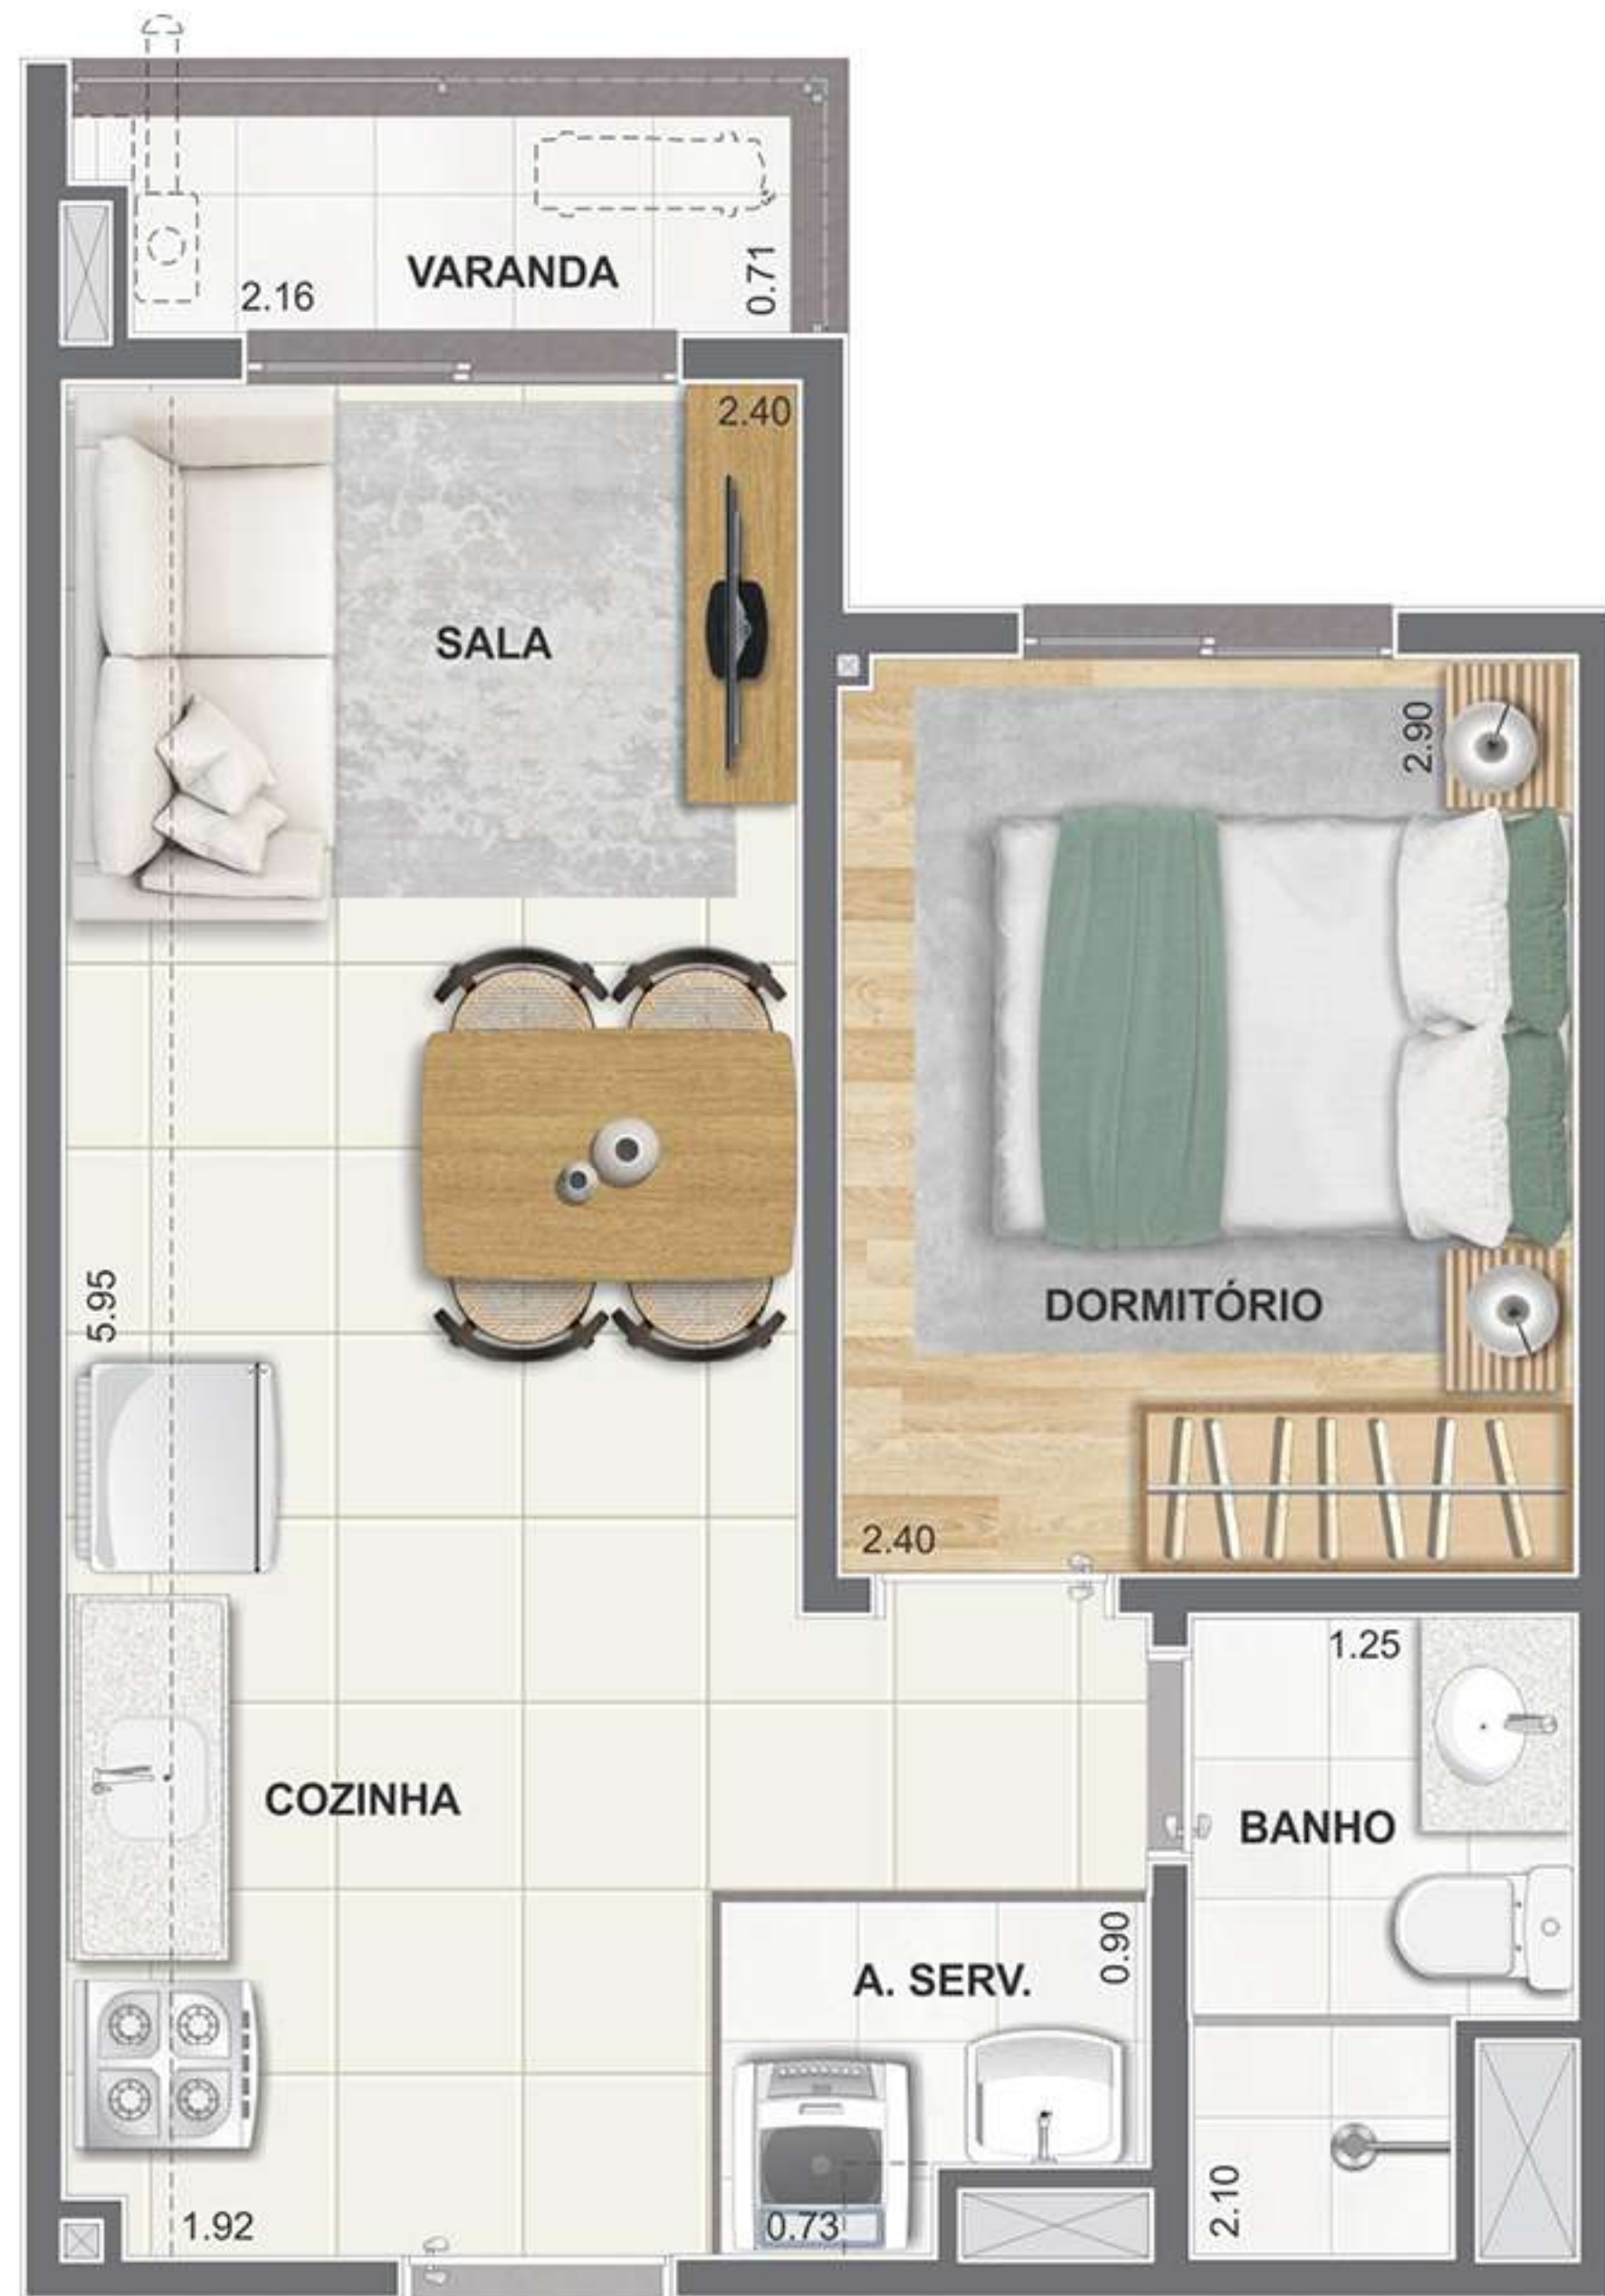 VARANDA
2.16
0.71
2.40
SALA
2.90
5.95
DORMITÓRIO
2.40
1.25
COZINHA
BANHO
A. SERV.
0.90
2.10
1.92
0.73